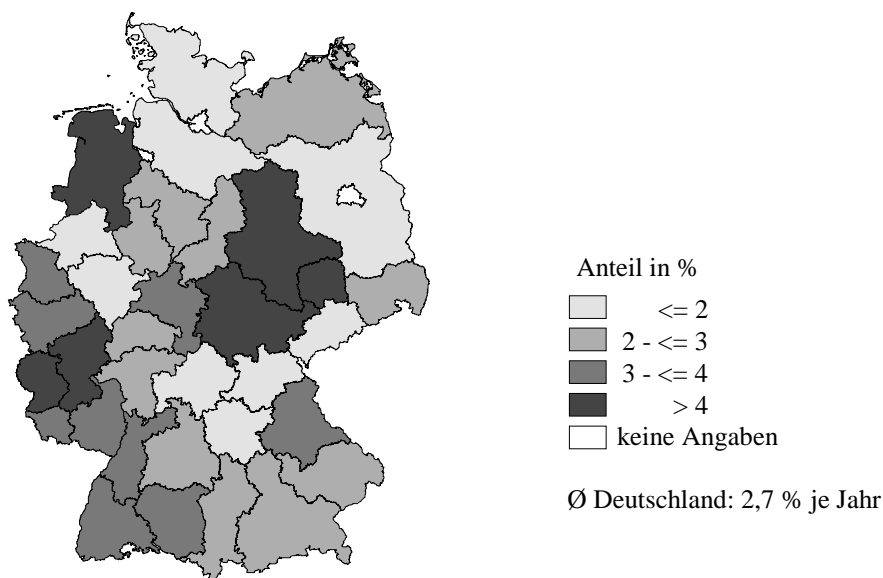 Anteil in %
<= 2
2 - <= 3
3 - <= 4
> 4
keine Angaben
Ø Deutschland: 2,7 % je Jahr